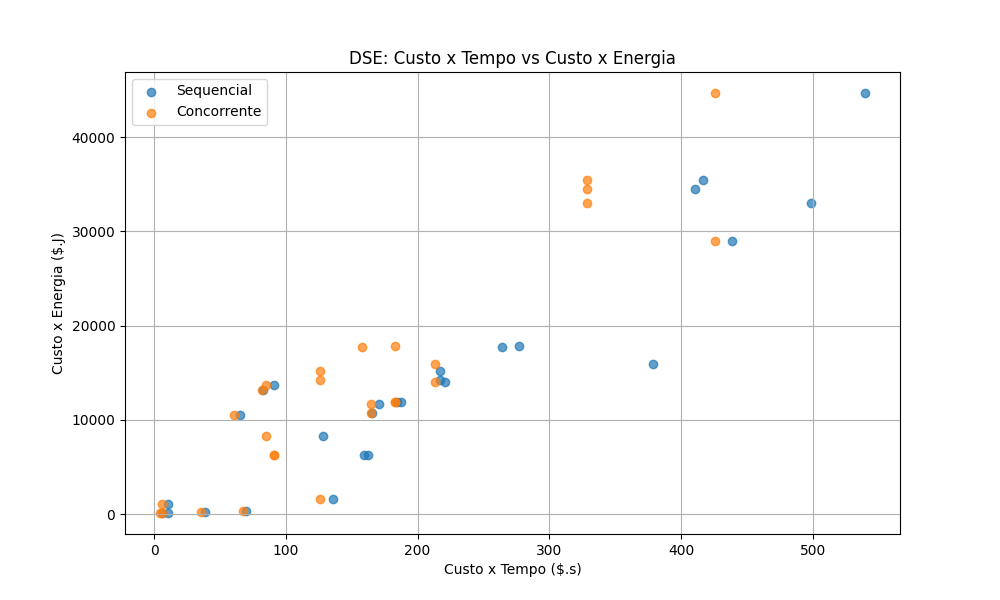 DSE: Custo x Tempo vs Custo x Energia
Sequencial
Concorrente
Custo x Energia ($.J)
40000
30000
20000
10000
0
0 100 200 300 400 500
Custo x Tempo ($.s)